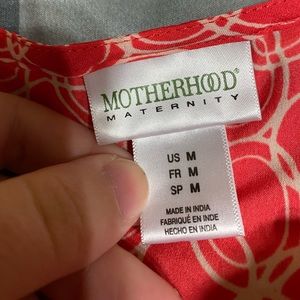 MOTHERHOOD®
MATERNITY
US M
FR M
SP M
MADE IN INDIA
FABRIQUÉ EN INDE
HECHO EN INDIA